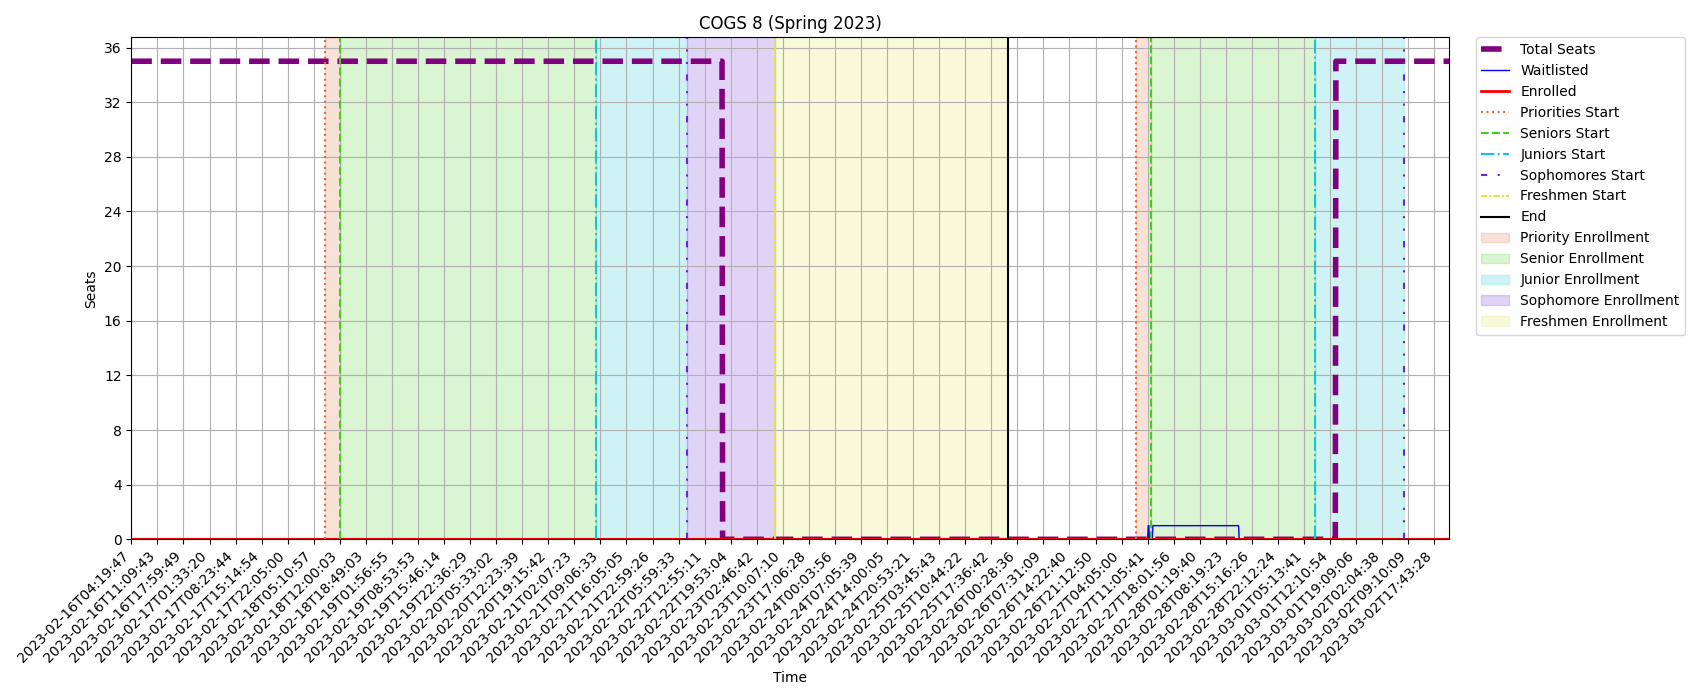 COGS 8 (Spring 2023)
Seats
36
32
28
24
20
16
12
8
4
0
2023-02-16T04:19:47
2023-02-16T11:09:43
2023-02-16T17:59:49
2023-02-17T01:33:20
2023-02-17T08:23:44
2023-02-17T15:14:54
2023-02-17T22:05:00
2023-02-18T05:10:57
2023-02-18T12:00:03
2023-02-18T18:49:03
2023-02-19T01:56:55
2023-02-19T08:53:53
2023-02-19T15:46:14
2023-02-19T22:36:29
2023-02-20T05:33:02
2023-02-20T12:23:39
2023-02-20T19:15:42
2023-02-21T02:07:23
2023-02-21T09:06:33
2023-02-21T16:05:05
2023-02-21T22:59:26
2023-02-22T05:59:33
2023-02-22T12:55:11
2023-02-22T19:53:04
2023-02-23T02:46:42
2023-02-23T10:07:10
2023-02-23T17:06:28
2023-02-24T00:03:56
2023-02-24T07:05:39
2023-02-24T14:00:05
2023-02-24T20:53:21
2023-02-25T03:45:43
2023-02-25T10:44:22
2023-02-25T17:36:42
2023-02-26T00:28:36
2023-02-26T07:31:09
2023-02-26T14:22:40
2023-02-26T21:12:50
2023-02-27T04:05:00
2023-02-27T11:05:41
2023-02-27T18:01:56
2023-02-28T01:19:40
2023-02-28T08:19:23
2023-02-28T15:16:26
2023-02-28T22:12:24
2023-03-01T05:13:41
2023-03-01T12:10:54
2023-03-01T19:09:06
2023-03-02T02:04:38
2023-03-02T09:10:09
2023-03-02T17:43:28
Time
Total Seats
Waitlisted
Enrolled
Priorities Start
Seniors Start
Juniors Start
Sophomores Start
Freshmen Start
End
Priority Enrollment
Senior Enrollment
Junior Enrollment
Sophomore Enrollment
Freshmen Enrollment